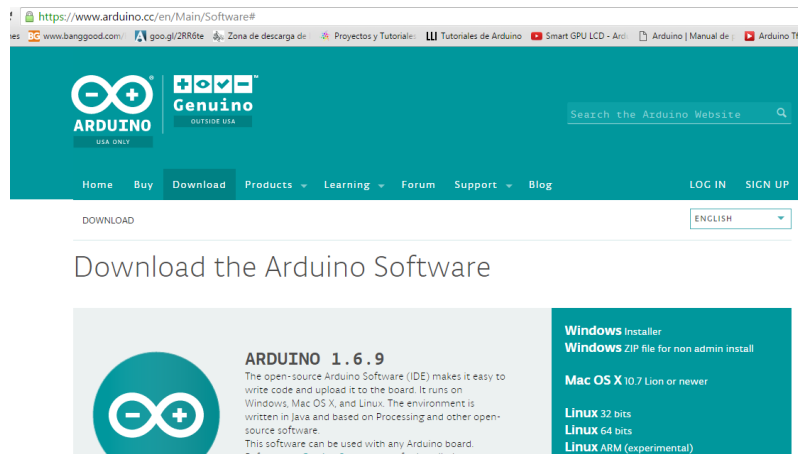 https://www.arduino.cc/en/Main/Software#
nes BG www.banggood.com/ goo.gl/2RR6te Zona de descarga de Proyectos y Tutoriale: Tutoriales de Arduino Smart GPU LCD - Ard Arduino | Manual de p Arduino Tf
ARDUINO
USA ONLY
Genuino
OUTSIDE USA
Search the Arduino Website
Home Buy Download Products Learning Forum Support Blog LOG IN SIGN UP
DOWNLOAD ENGLISH
Download the Arduino Software
ARDUINO 1.6.9
The open-source Arduino Software (IDE) makes it easy to
write code and upload it to the board. It runs on
Windows, Mac OS X, and Linux. The environment is
written in Java and based on Processing and other open-
source software.
This software can be used with any Arduino board.
Windows Installer
Windows ZIP file for non admin install
Mac OS X 10.7 Lion or newer
Linux 32 bits
Linux 64 bits
Linux ARM (experimental)